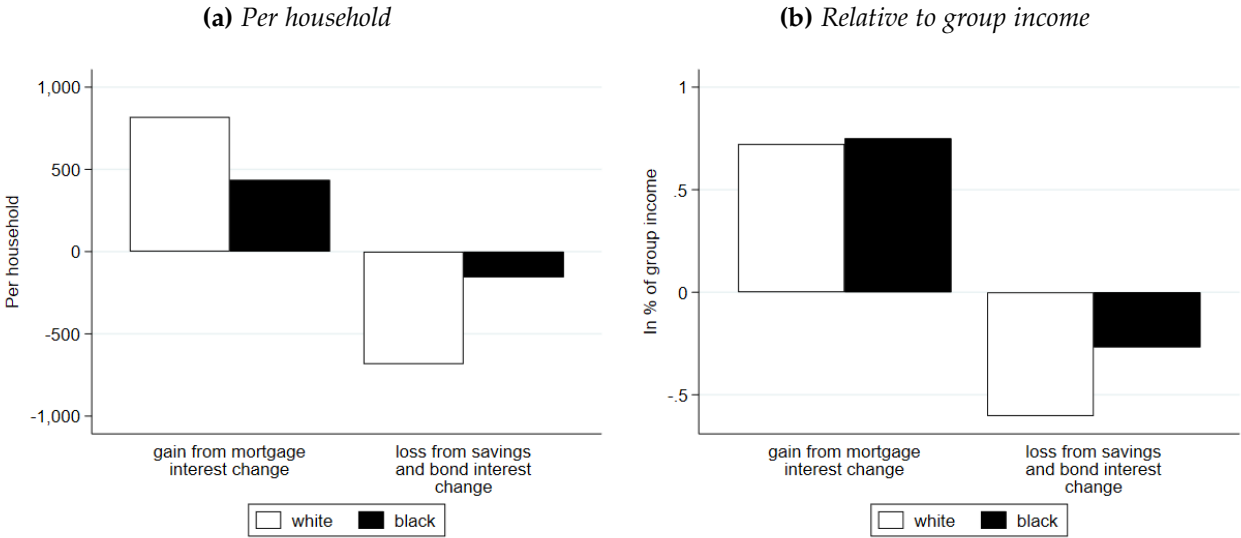 (a) Per household
1,000
500
0
-500
-1,000
Per household
gain from mortgage
interest change
loss from savings
and bond interest
change
white black
(b) Relative to group income
1
.5
0
-.5
In % of group income
gain from mortgage
interest change
loss from savings
and bond interest
change
white black